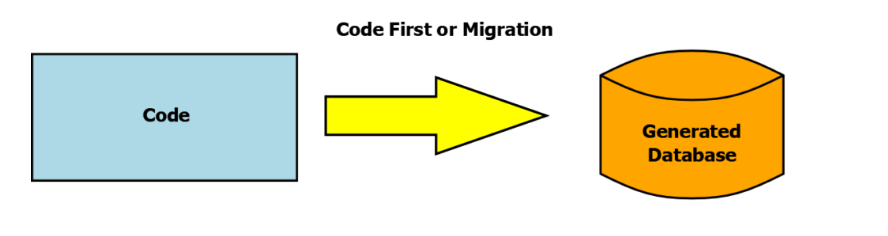 Code First or Migration
Code
Generated
Database